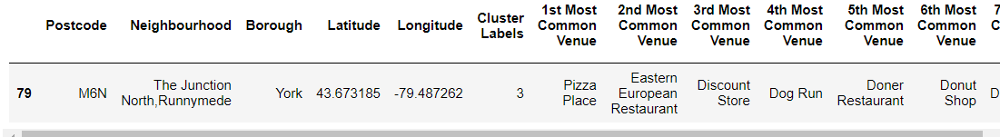 Postcode Neighbourhood Borough Latitude Longitude Cluster Labels 1st Most Common Venue 2nd Most Common Venue 3rd Most Common Venue 4th Most Common Venue 5th Most Common Venue 6th Most Common Venue 7 C
79 M6N The Junction North,Runnymede York 43.673185 -79.487262 3 Pizza Place Eastern European Restaurant Discount Store Dog Run Doner Restaurant Donut Shop D